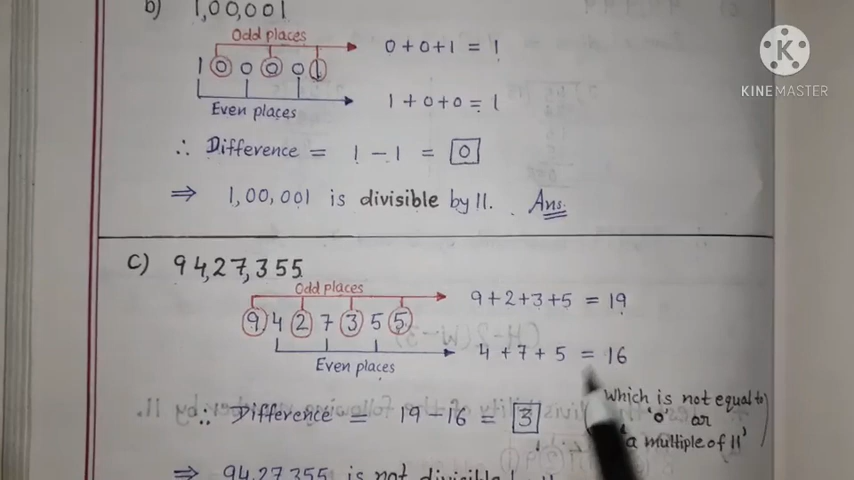 b) 1,00,001
Odd places
0+0+1 = 1
1 0 0 0 0 1
Even places
1+0+0 = 1
∴ Difference = 1 - 1 = 0
⇒ 1,00,001 is divisible by 11. Ans.
KINEMASTER
c) 94,27,355
Odd places
9+2+3+5 = 19
9 4 2 7 3 5 5
Even places
4 + 7 + 5 = 16
∴ Difference = 19 - 16 = 3
(which is not equal to
'0' or
'a multiple of 11')
⇒ 94,27,355 is not divisible by 11